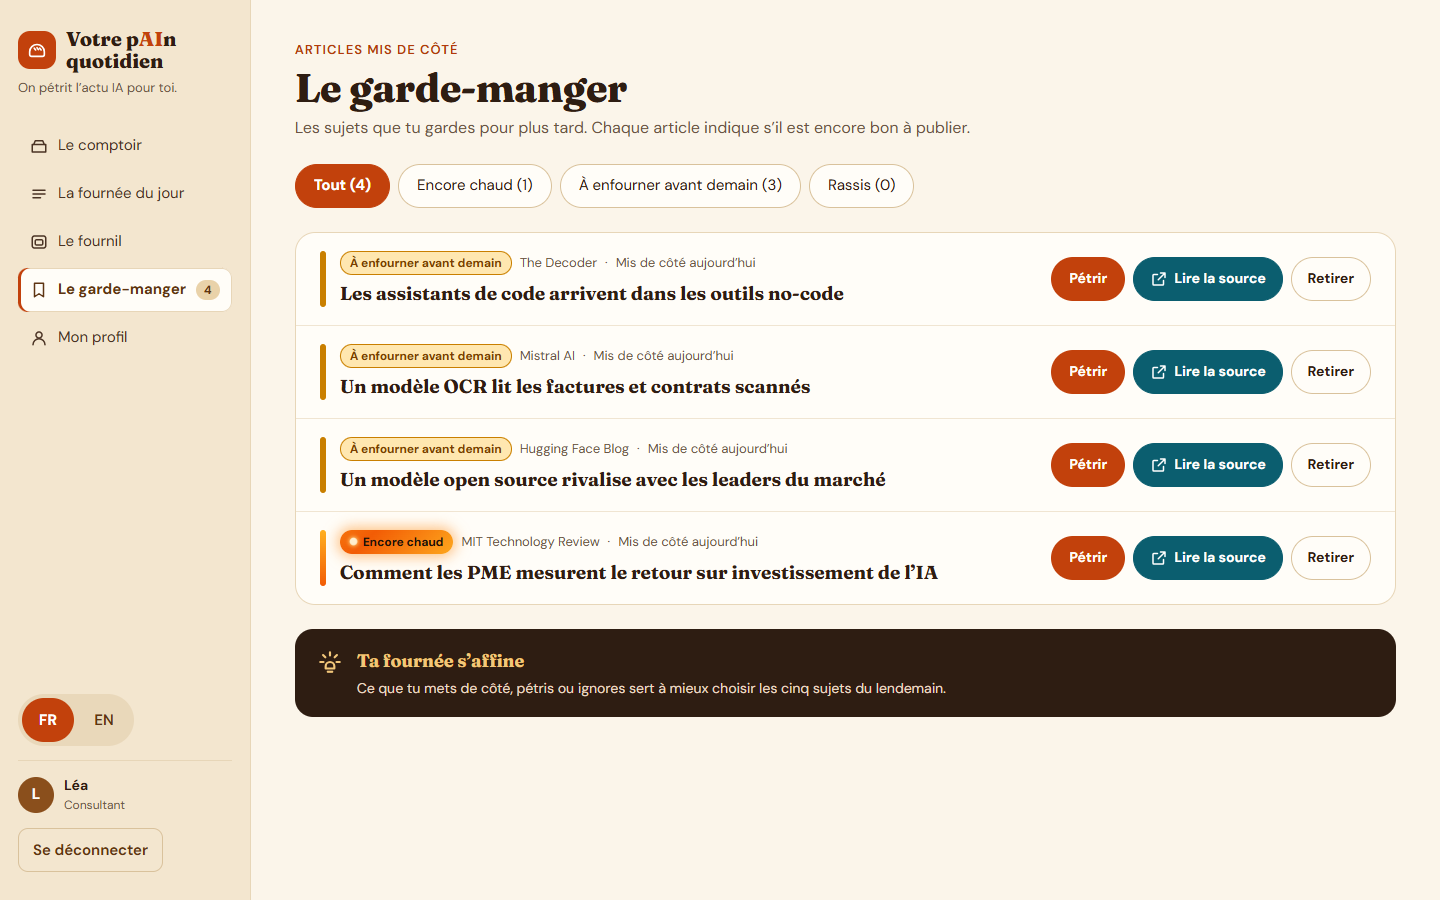 Votre pAIn
quotidien
On pétrit l’actu IA pour toi.
Le comptoir
La fournée du jour
Le fournil
Le garde-manger 4
Mon profil
FR EN
L
Léa
Consultant
Se déconnecter
ARTICLES MIS DE CÔTÉ
Le garde-manger
Les sujets que tu gardes pour plus tard. Chaque article indique s’il est encore bon à publier.
Tout (4) Encore chaud (1) À enfourner avant demain (3) Rassis (0)
À enfourner avant demain The Decoder · Mis de côté aujourd’hui
Les assistants de code arrivent dans les outils no-code
Pétrir Lire la source Retirer
À enfourner avant demain Mistral AI · Mis de côté aujourd’hui
Un modèle OCR lit les factures et contrats scannés
Pétrir Lire la source Retirer
À enfourner avant demain Hugging Face Blog · Mis de côté aujourd’hui
Un modèle open source rivalise avec les leaders du marché
Pétrir Lire la source Retirer
Encore chaud MIT Technology Review · Mis de côté aujourd’hui
Comment les PME mesurent le retour sur investissement de l’IA
Pétrir Lire la source Retirer
Ta fournée s’affine
Ce que tu mets de côté, pétris ou ignores sert à mieux choisir les cinq sujets du lendemain.